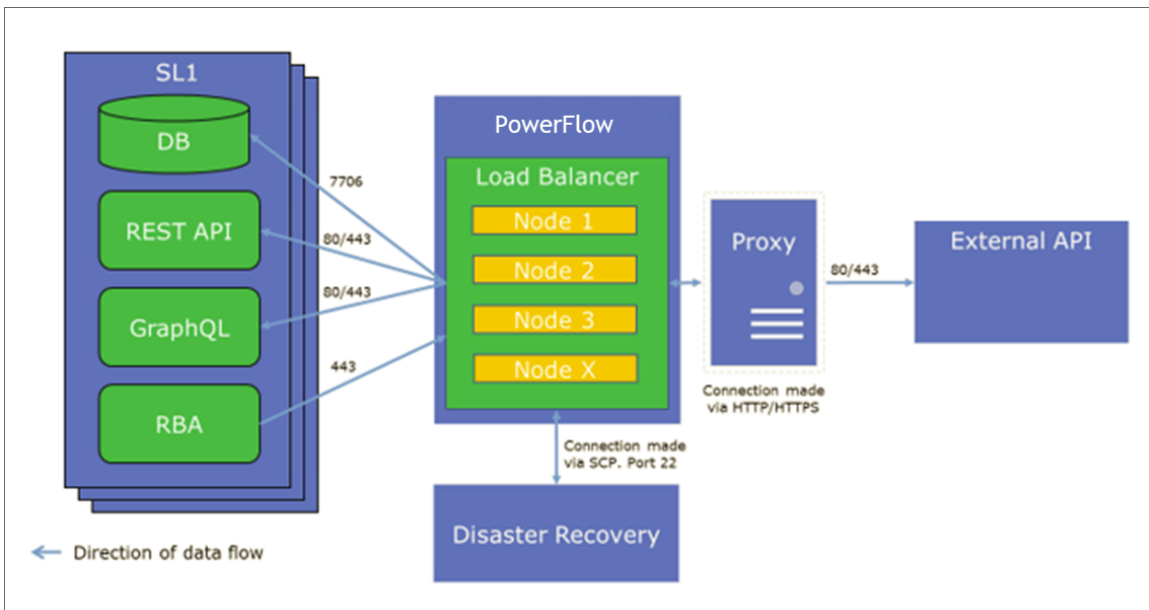 SL1
DB
REST API
GraphQL
RBA
7706
80/443
80/443
443
PowerFlow
Load Balancer
Node 1
Node 2
Node 3
Node X
Proxy
Connection made
via HTTP/HTTPS
80/443
External API
Connection made
via SCP. Port 22
Disaster Recovery
Direction of data flow